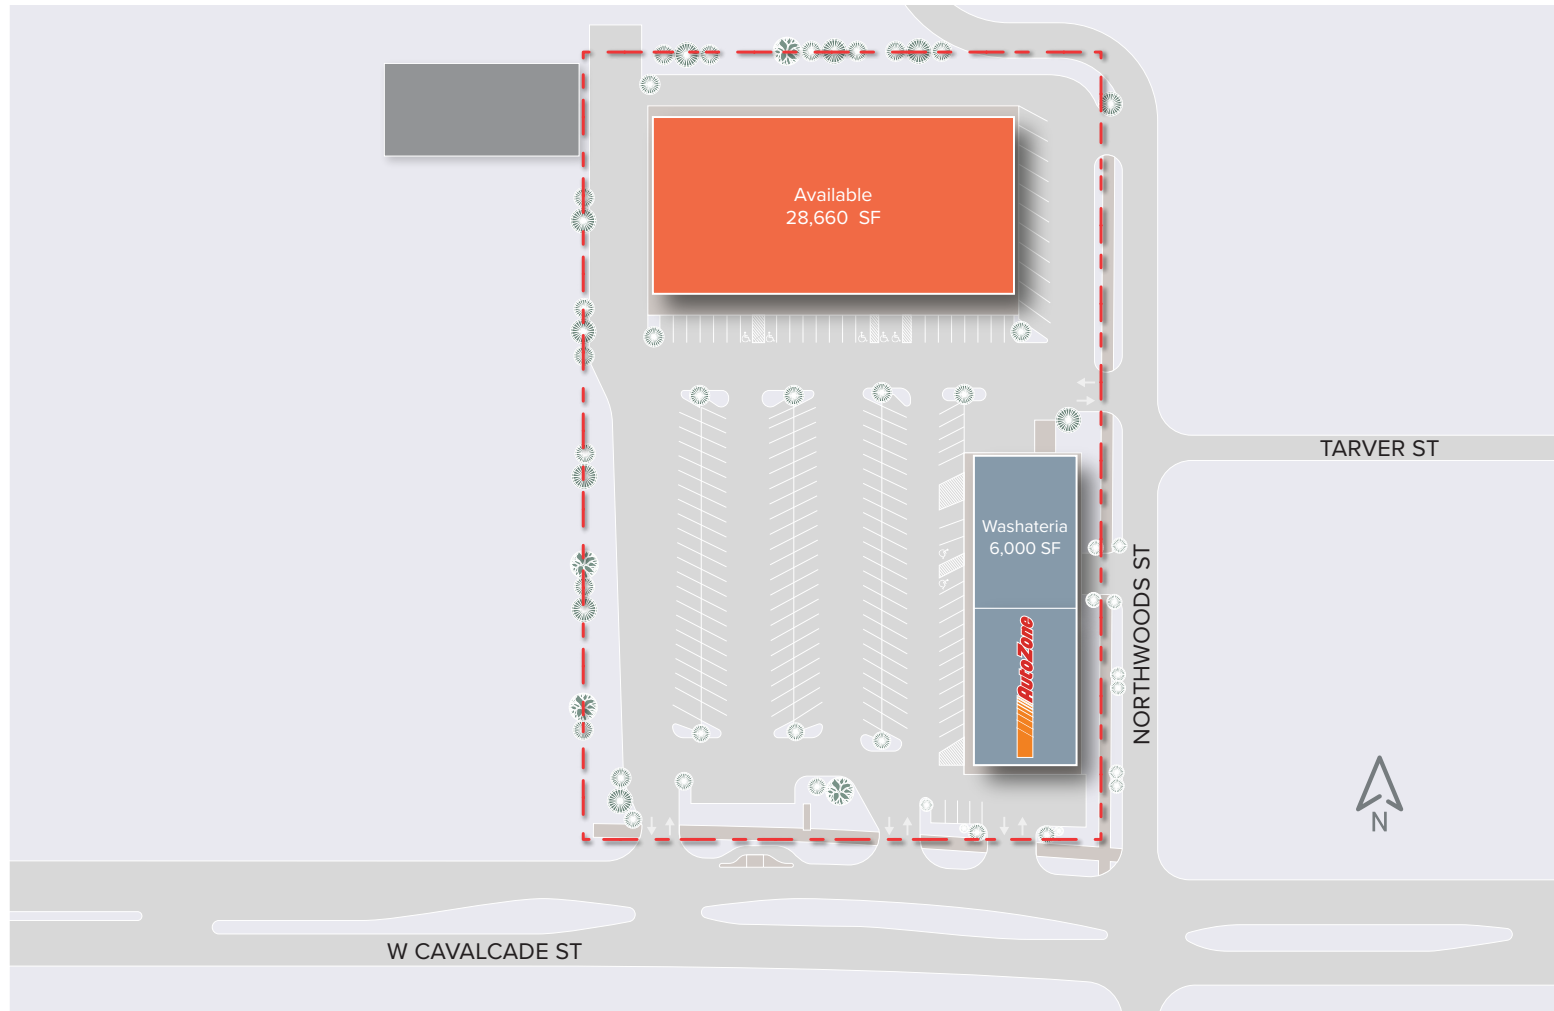 Available
28,660 SF
TARVER ST
Washateria
6,000 SF
NORTHWOODS ST
AutoZone
N
W CAVALCADE ST